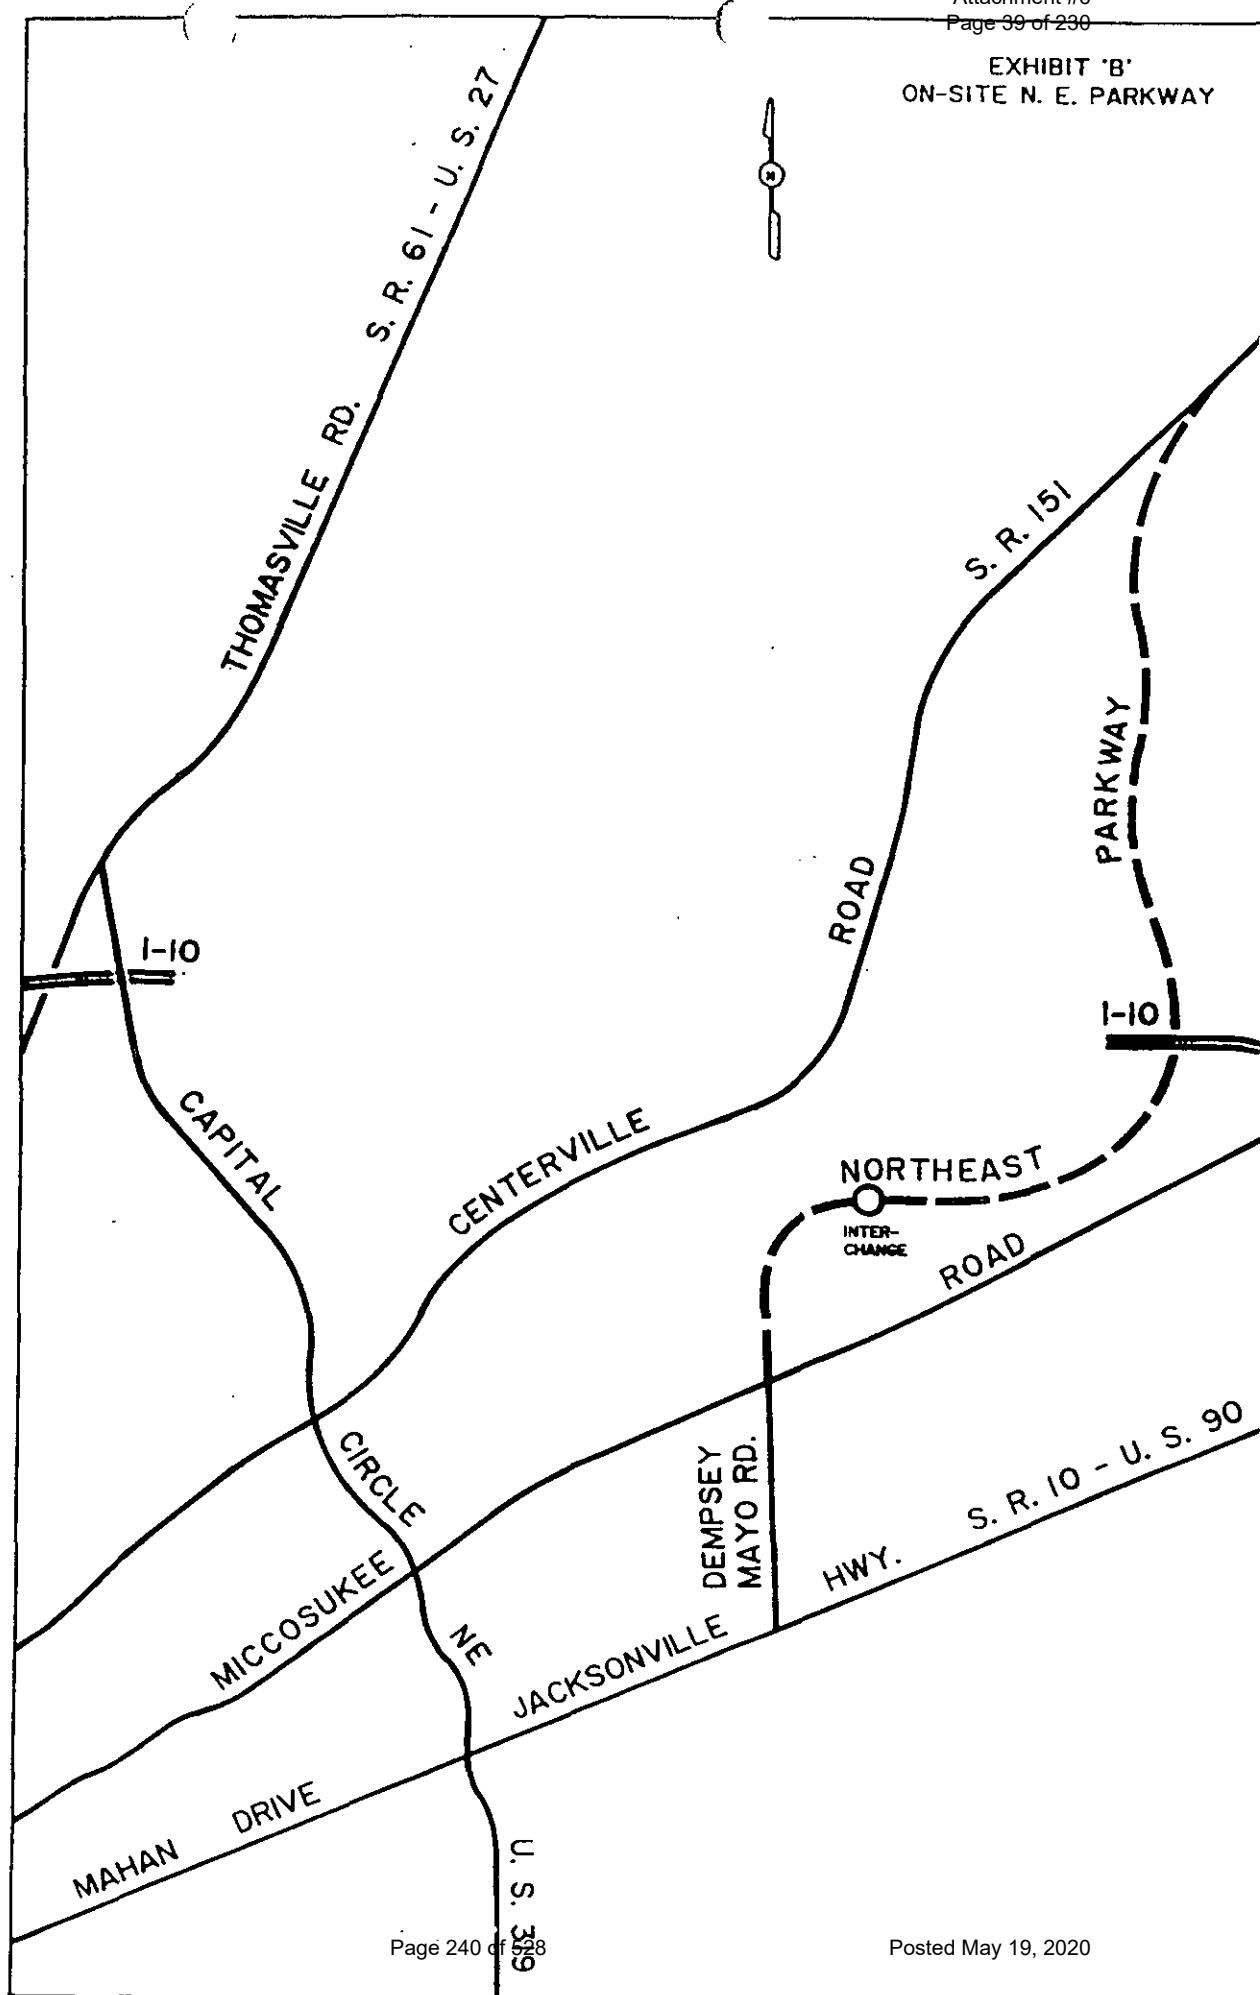 Attachment #6
Page 39 of 230
EXHIBIT 'B'
ON-SITE N. E. PARKWAY
S. R. 61 - U. S. 27
THOMASVILLE RD.
S. R. 151
PARKWAY
ROAD
I-10
I-10
CAPITAL
CENTERVILLE
NORTHEAST
INTER-
CHANGE
ROAD
CIRCLE
DEMPSEY
MAYO RD.
S. R. 10 - U. S. 90
HWY.
MICCOSUKEE
NE
JACKSONVILLE
DRIVE
MAHAN
U. S. 319
Page 240 of 528
Posted May 19, 2020